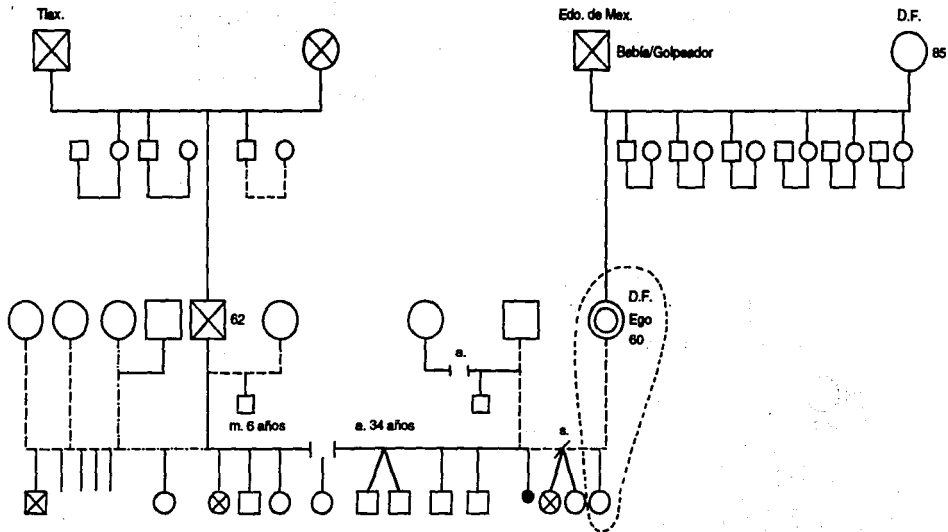 Tlax.
Edo. de Mex.
D.F.
Bebía/Golpeador
85
D.F.
Ego
60
62
a.
m. 6 años
a. 34 años
s.